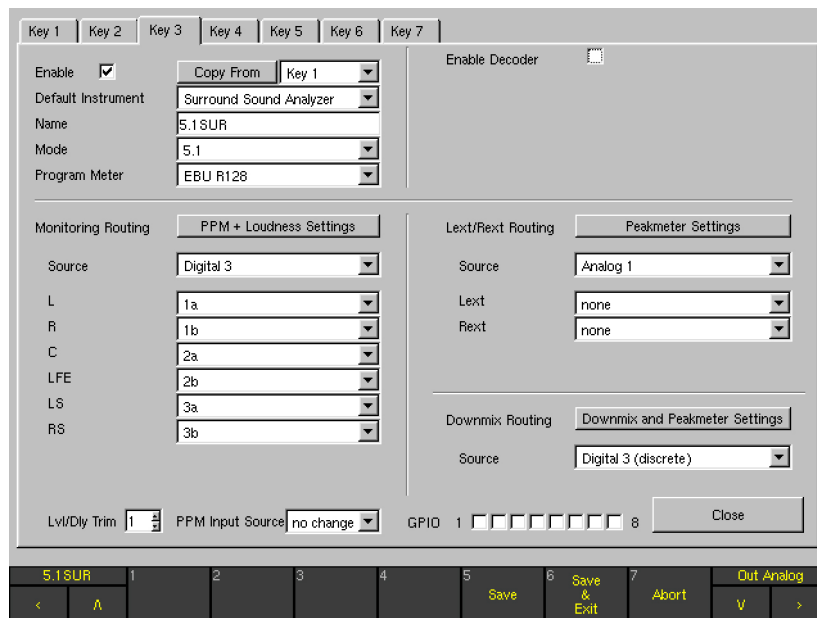 Key 1 Key 2 Key 3 Key 4 Key 5 Key 6 Key 7
Enable Copy From Key 1
Default Instrument Surround Sound Analyzer
Name 5.1SUR
Mode 5.1
Program Meter EBU R128
Enable Decoder
Monitoring Routing PPM + Loudness Settings
Source Digital 3
L 1a
R 1b
C 2a
LFE 2b
LS 3a
RS 3b
Lext/Rext Routing Peakmeter Settings
Source Analog 1
Lext none
Rext none
Downmix Routing Downmix and Peakmeter Settings
Source Digital 3 (discrete)
Lvl/Dly Trim 1 PPM Input Source no change GPIO 1 8 Close
5.1SUR 1 2 3 4 5 6 7 Out Analog
< Λ Save Save & Exit Abort V >